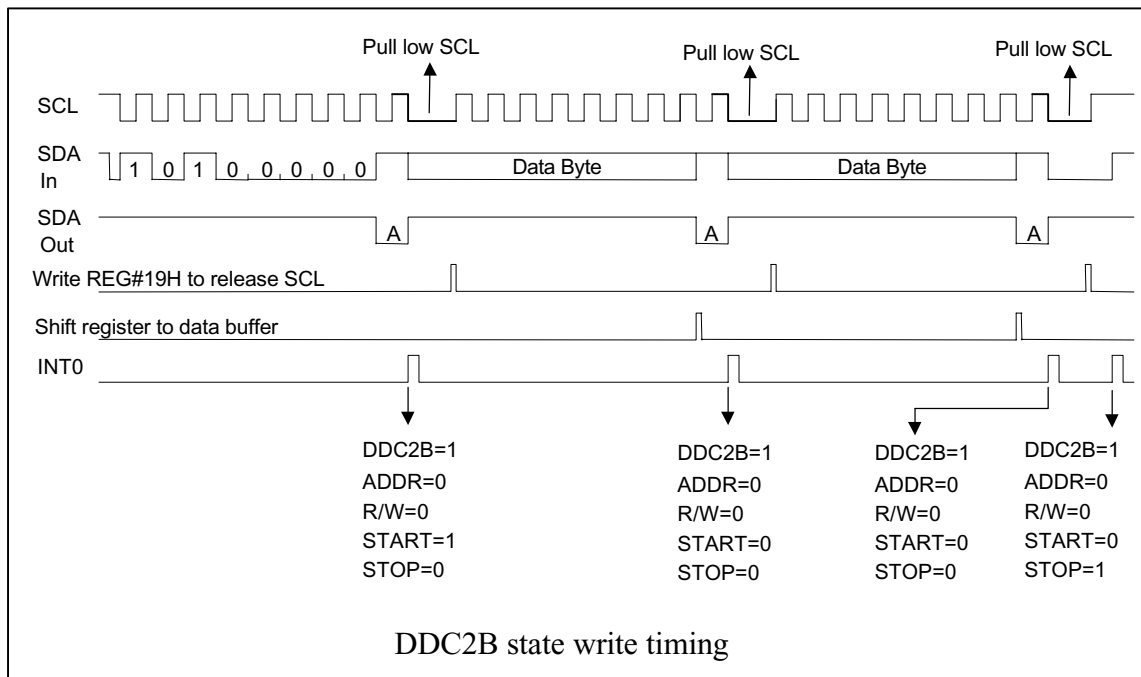 Pull low SCL Pull low SCL Pull low SCL
SCL
SDA In 1 0 1 0 0 0 0 0 Data Byte Data Byte
SDA Out A A A
Write REG#19H to release SCL
Shift register to data buffer
INT0
DDC2B=1 DDC2B=1 DDC2B=1 DDC2B=1
ADDR=0 ADDR=0 ADDR=0 ADDR=0
R/W=0 R/W=0 R/W=0 R/W=0
START=1 START=0 START=0 START=0
STOP=0 STOP=0 STOP=0 STOP=1
DDC2B state write timing